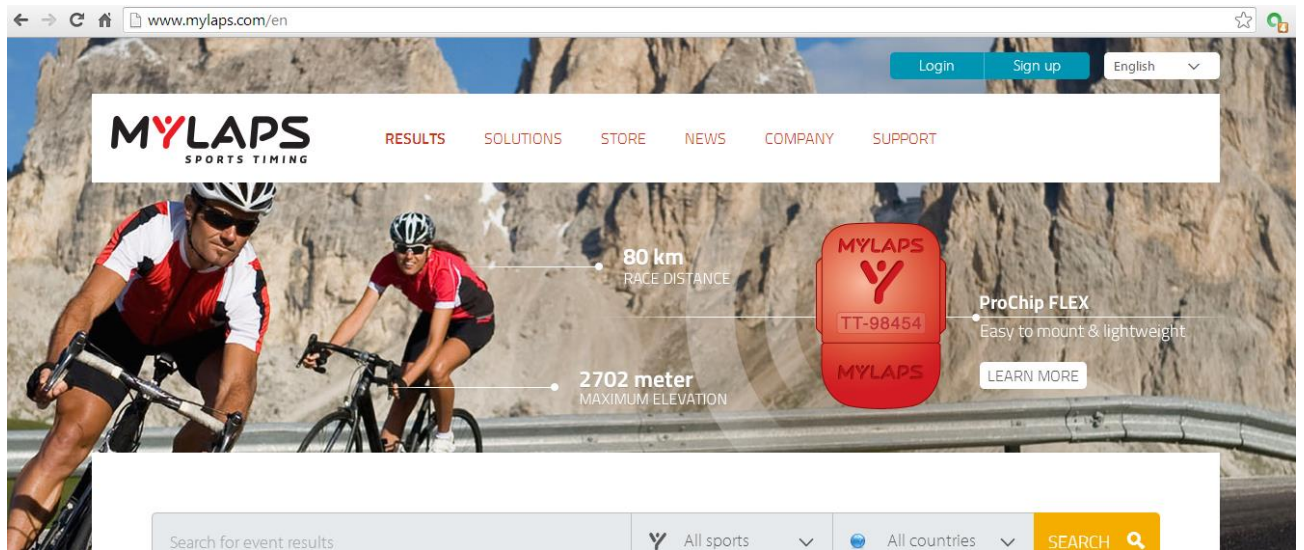 www.mylaps.com/en
Login Sign up English
MYLAPS
SPORTS TIMING
RESULTS SOLUTIONS STORE NEWS COMPANY SUPPORT
80 km
RACE DISTANCE
2702 meter
MAXIMUM ELEVATION
MYLAPS
TT-98454
MYLAPS
ProChip FLEX
Easy to mount & lightweight
LEARN MORE
Search for event results All sports All countries SEARCH